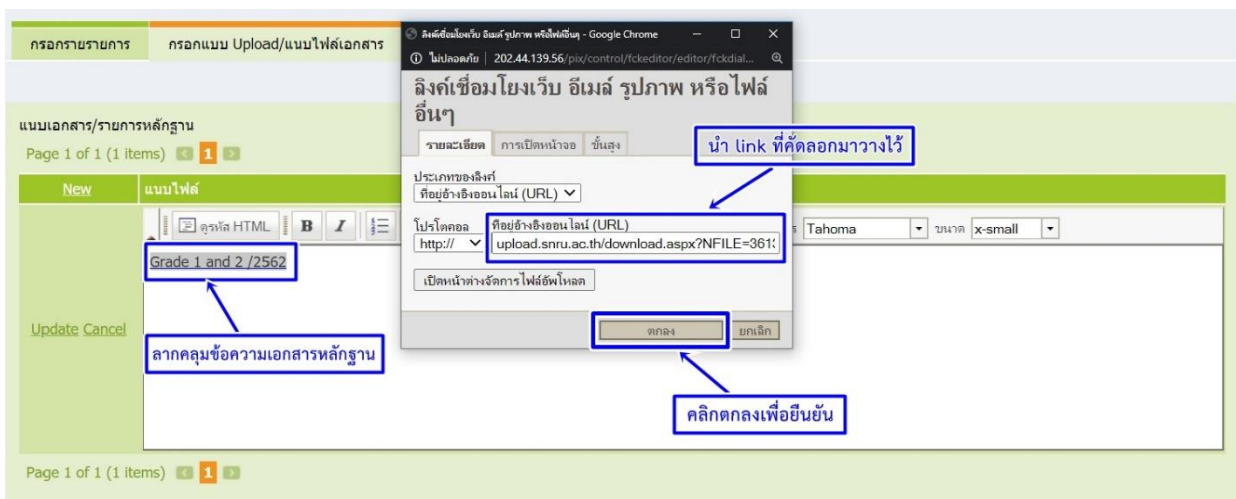 กรอกรายรายการ
กรอกแบบ Upload/แนบไฟล์เอกสาร
ลิงค์เชื่อมโยงเว็บ อีเมล์ รูปภาพ หรือไฟล์อื่นๆ - Google Chrome
ไม่ปลอดภัย | 202.44.139.56/pix/control/fckeditor/editor/fckdial...
ลิงค์เชื่อมโยงเว็บ อีเมล์ รูปภาพ หรือไฟล์
อื่นๆ
รายละเอียด การเปิดหน้าจอ ขั้นสูง
นำ link ที่คัดลอกมาวางไว้
แนบเอกสาร/รายการหลักฐาน
Page 1 of 1 (1 items) 1
ประเภทของลิงค์
ที่อยู่อ้างอิงออนไลน์ (URL)
New
แนบไฟล์
ดูรหัส HTML B I
โปรโตคอล
ที่อยู่อ้างอิงออนไลน์ (URL)
http://
upload.snru.ac.th/download.aspx?NFILE=361
Tahoma
ขนาด x-small
Grade 1 and 2 /2562
เปิดหน้าต่างจัดการไฟล์อัพโหลด
Update Cancel
ตกลง
ยกเลิก
ลากคลุมข้อความเอกสารหลักฐาน
คลิกตกลงเพื่อยืนยัน
Page 1 of 1 (1 items) 1